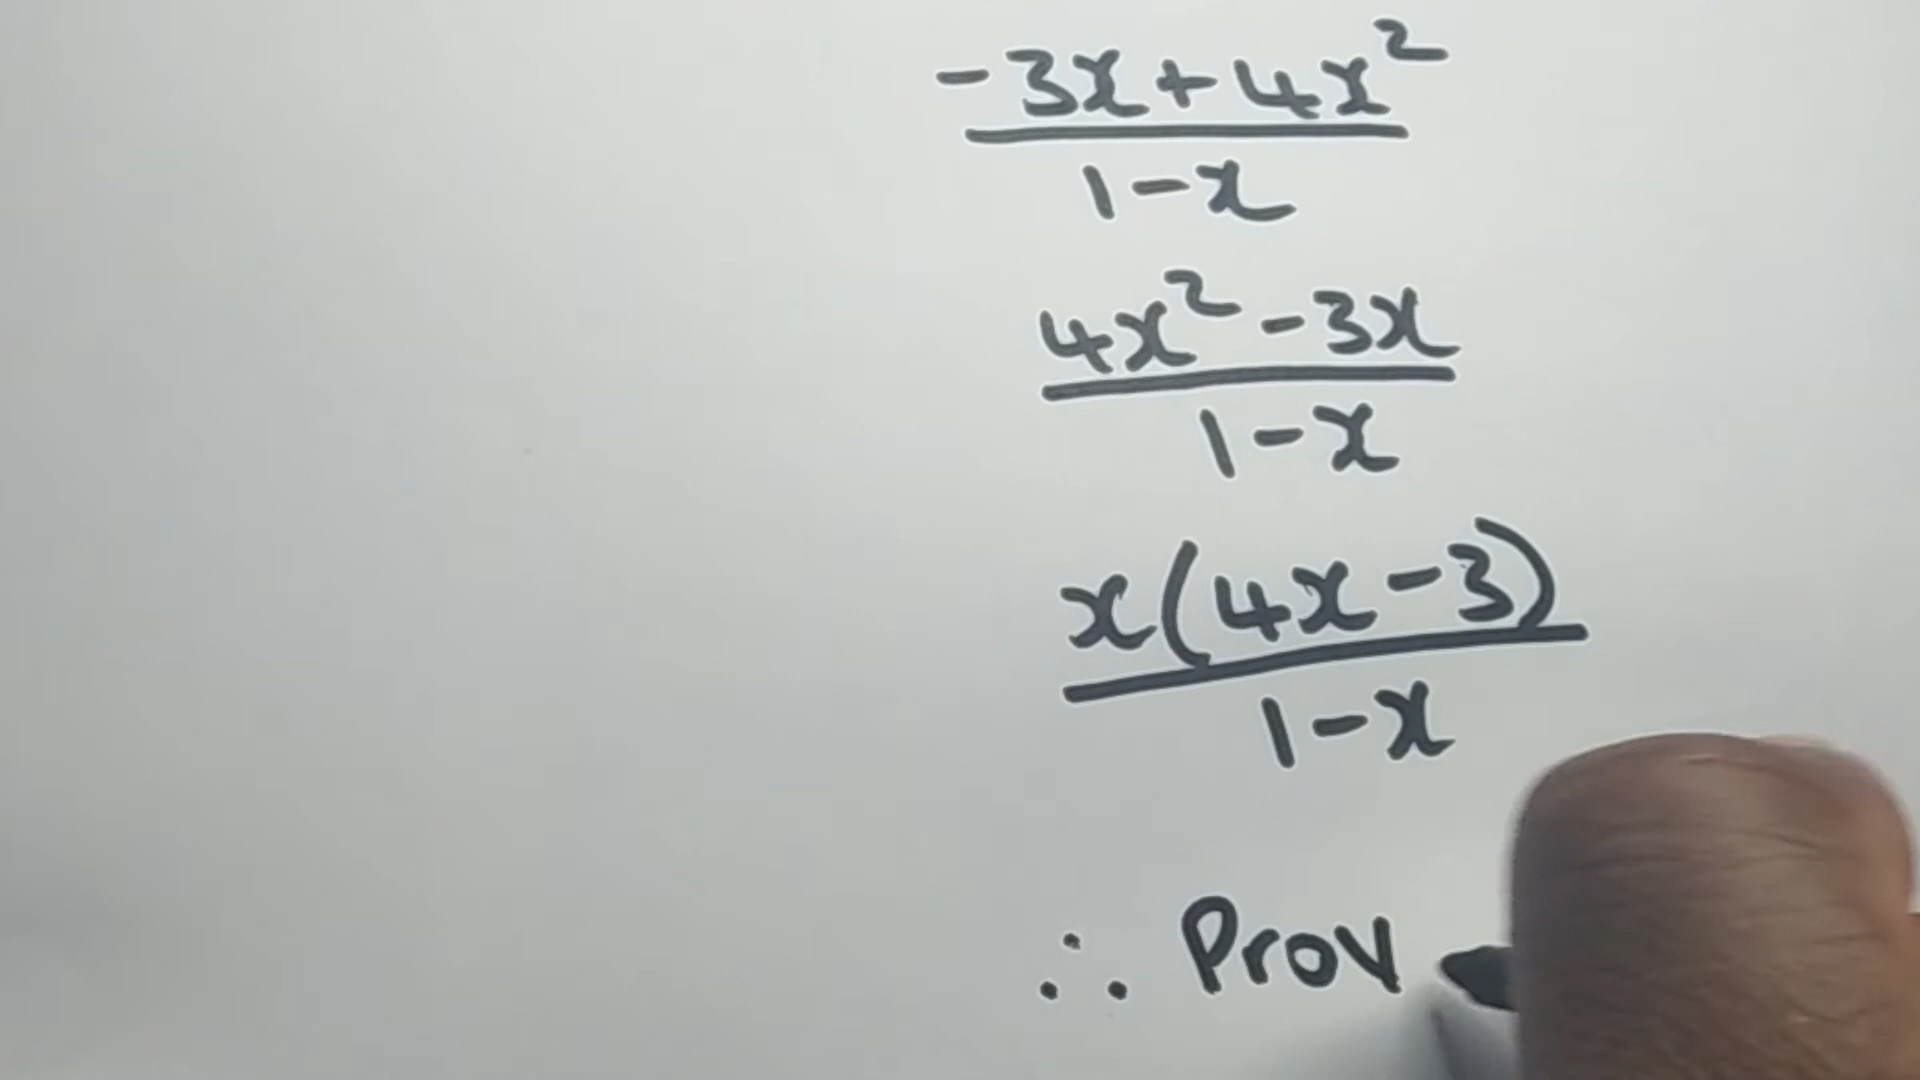 -3x+4x²
1-x
4x²-3x
1-x
x(4x-3)
1-x
∴ Prov